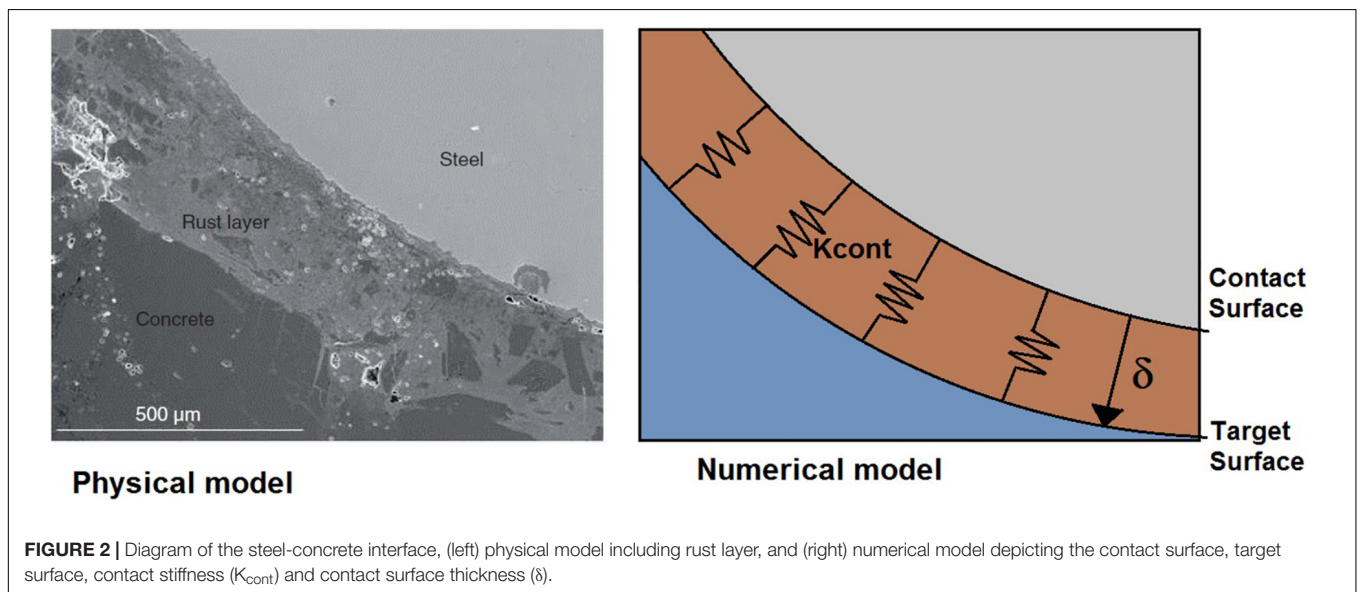 Steel
Rust layer
Concrete
500 µm
Physical model
Kcont
δ
Contact
Surface
Target
Surface
Numerical model
FIGURE 2 | Diagram of the steel-concrete interface, (left) physical model including rust layer, and (right) numerical model depicting the contact surface, target
surface, contact stiffness (Kcont) and contact surface thickness (δ).